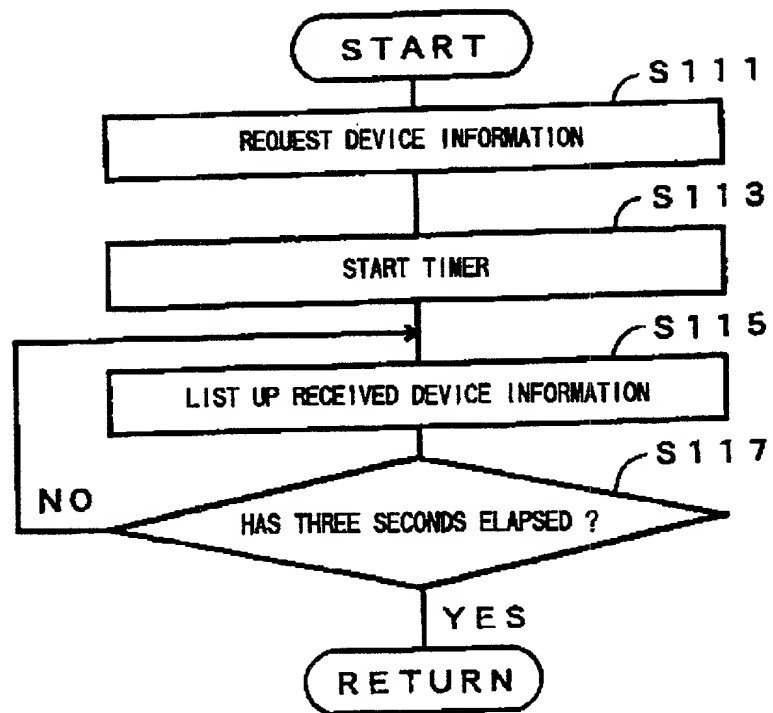 START
S111
REQUEST DEVICE INFORMATION
S113
START TIMER
S115
LIST UP RECEIVED DEVICE INFORMATION
S117
NO
HAS THREE SECONDS ELAPSED ?
YES
RETURN